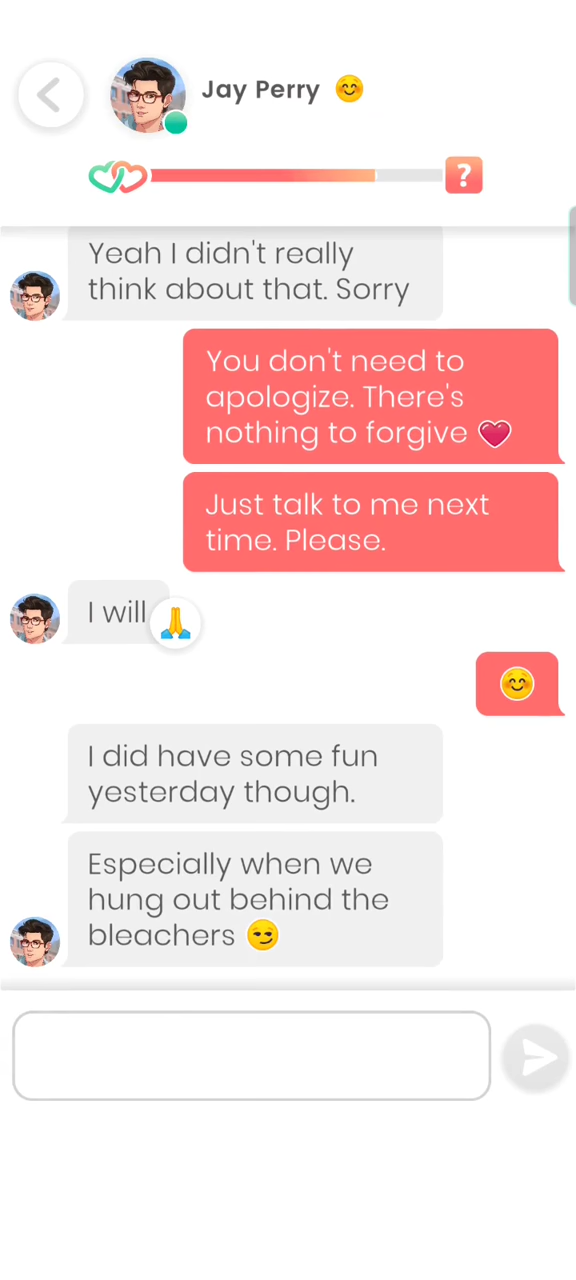 Jay Perry 😊
?
Yeah I didn't really
think about that. Sorry
You don't need to
apologize. There's
nothing to forgive ❤️
Just talk to me next
time. Please.
I will 🙏
😊
I did have some fun
yesterday though.
Especially when we
hung out behind the
bleachers 😏